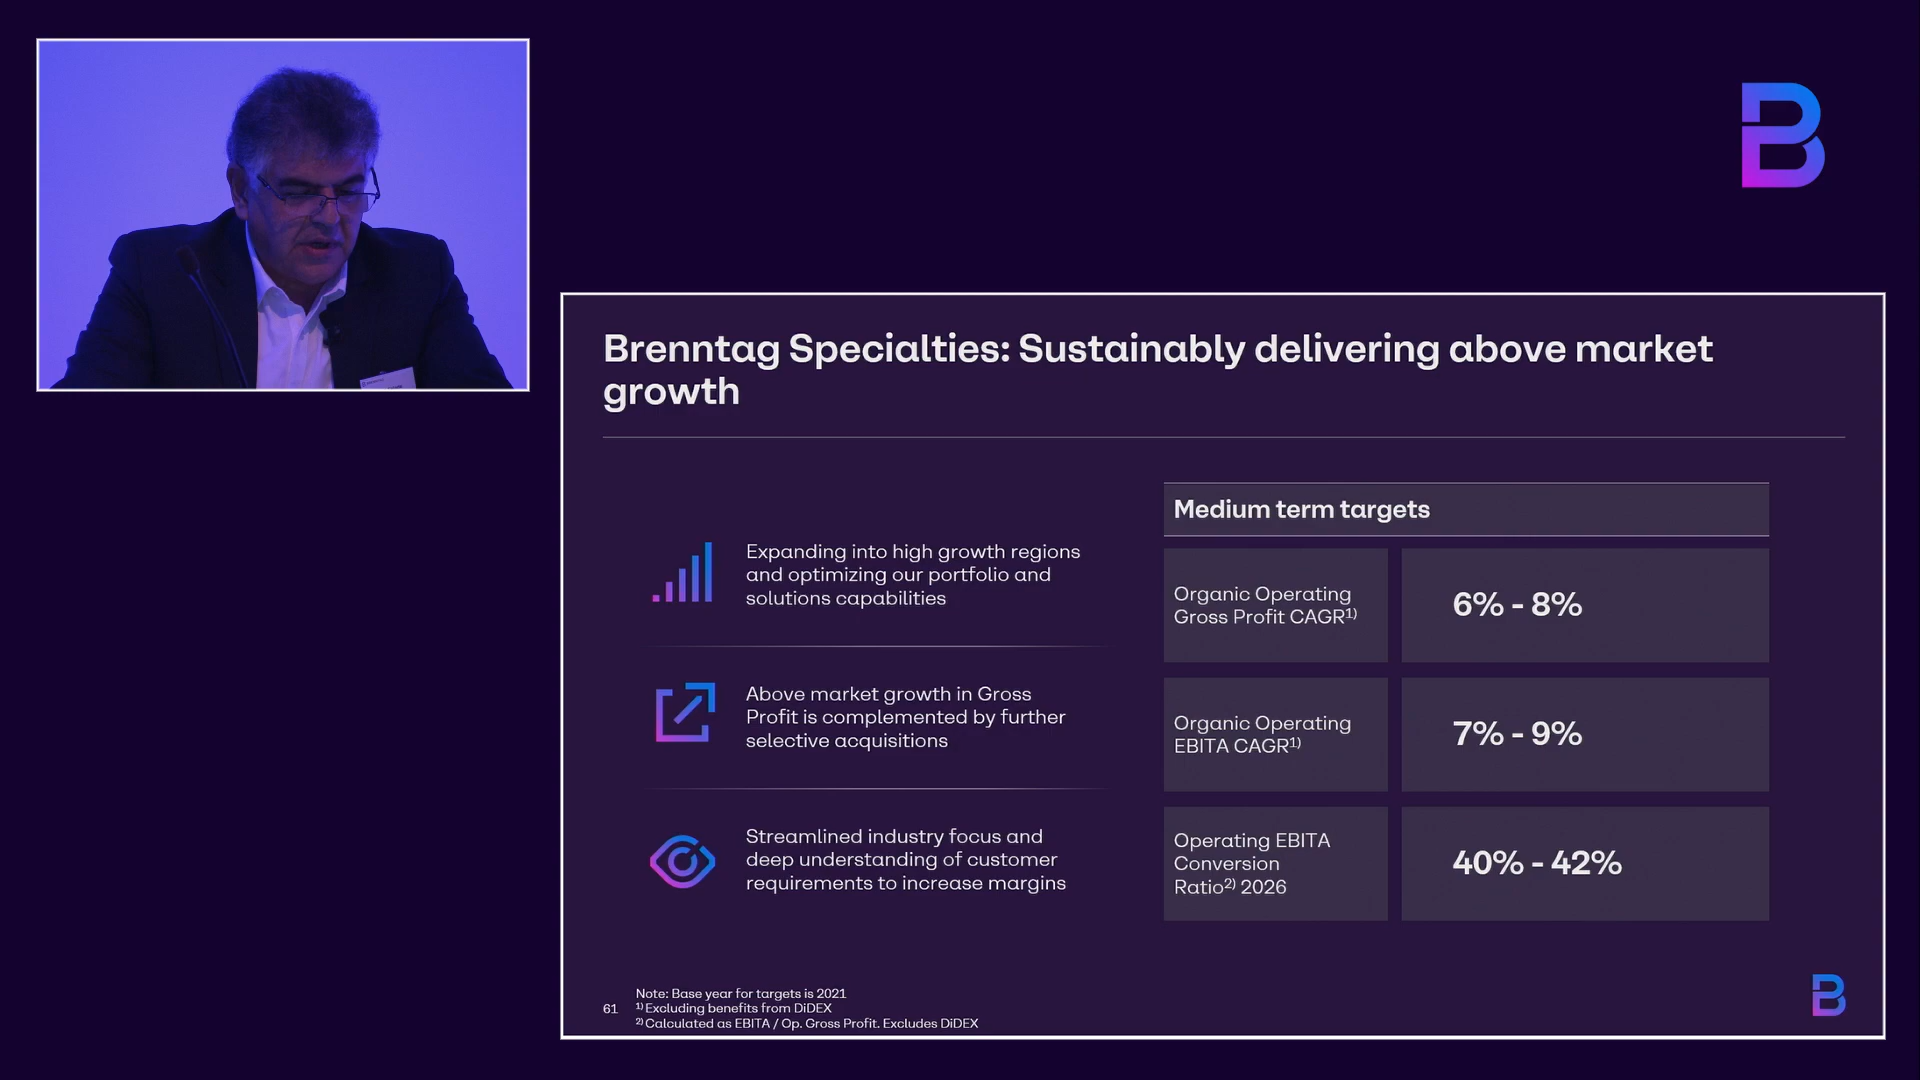 Brenntag Specialties: Sustainably delivering above market
growth
Expanding into high growth regions
and optimizing our portfolio and
solutions capabilities
Above market growth in Gross
Profit is complemented by further
selective acquisitions
Streamlined industry focus and
deep understanding of customer
requirements to increase margins
Medium term targets
Organic Operating
Gross Profit CAGR¹⁾
6% - 8%
Organic Operating
EBITA CAGR¹⁾
7% - 9%
Operating EBITA
Conversion
Ratio²⁾ 2026
40% - 42%
Note: Base year for targets is 2021
61 ¹⁾ Excluding benefits from DiDEX
²⁾ Calculated as EBITA / Op. Gross Profit. Excludes DiDEX